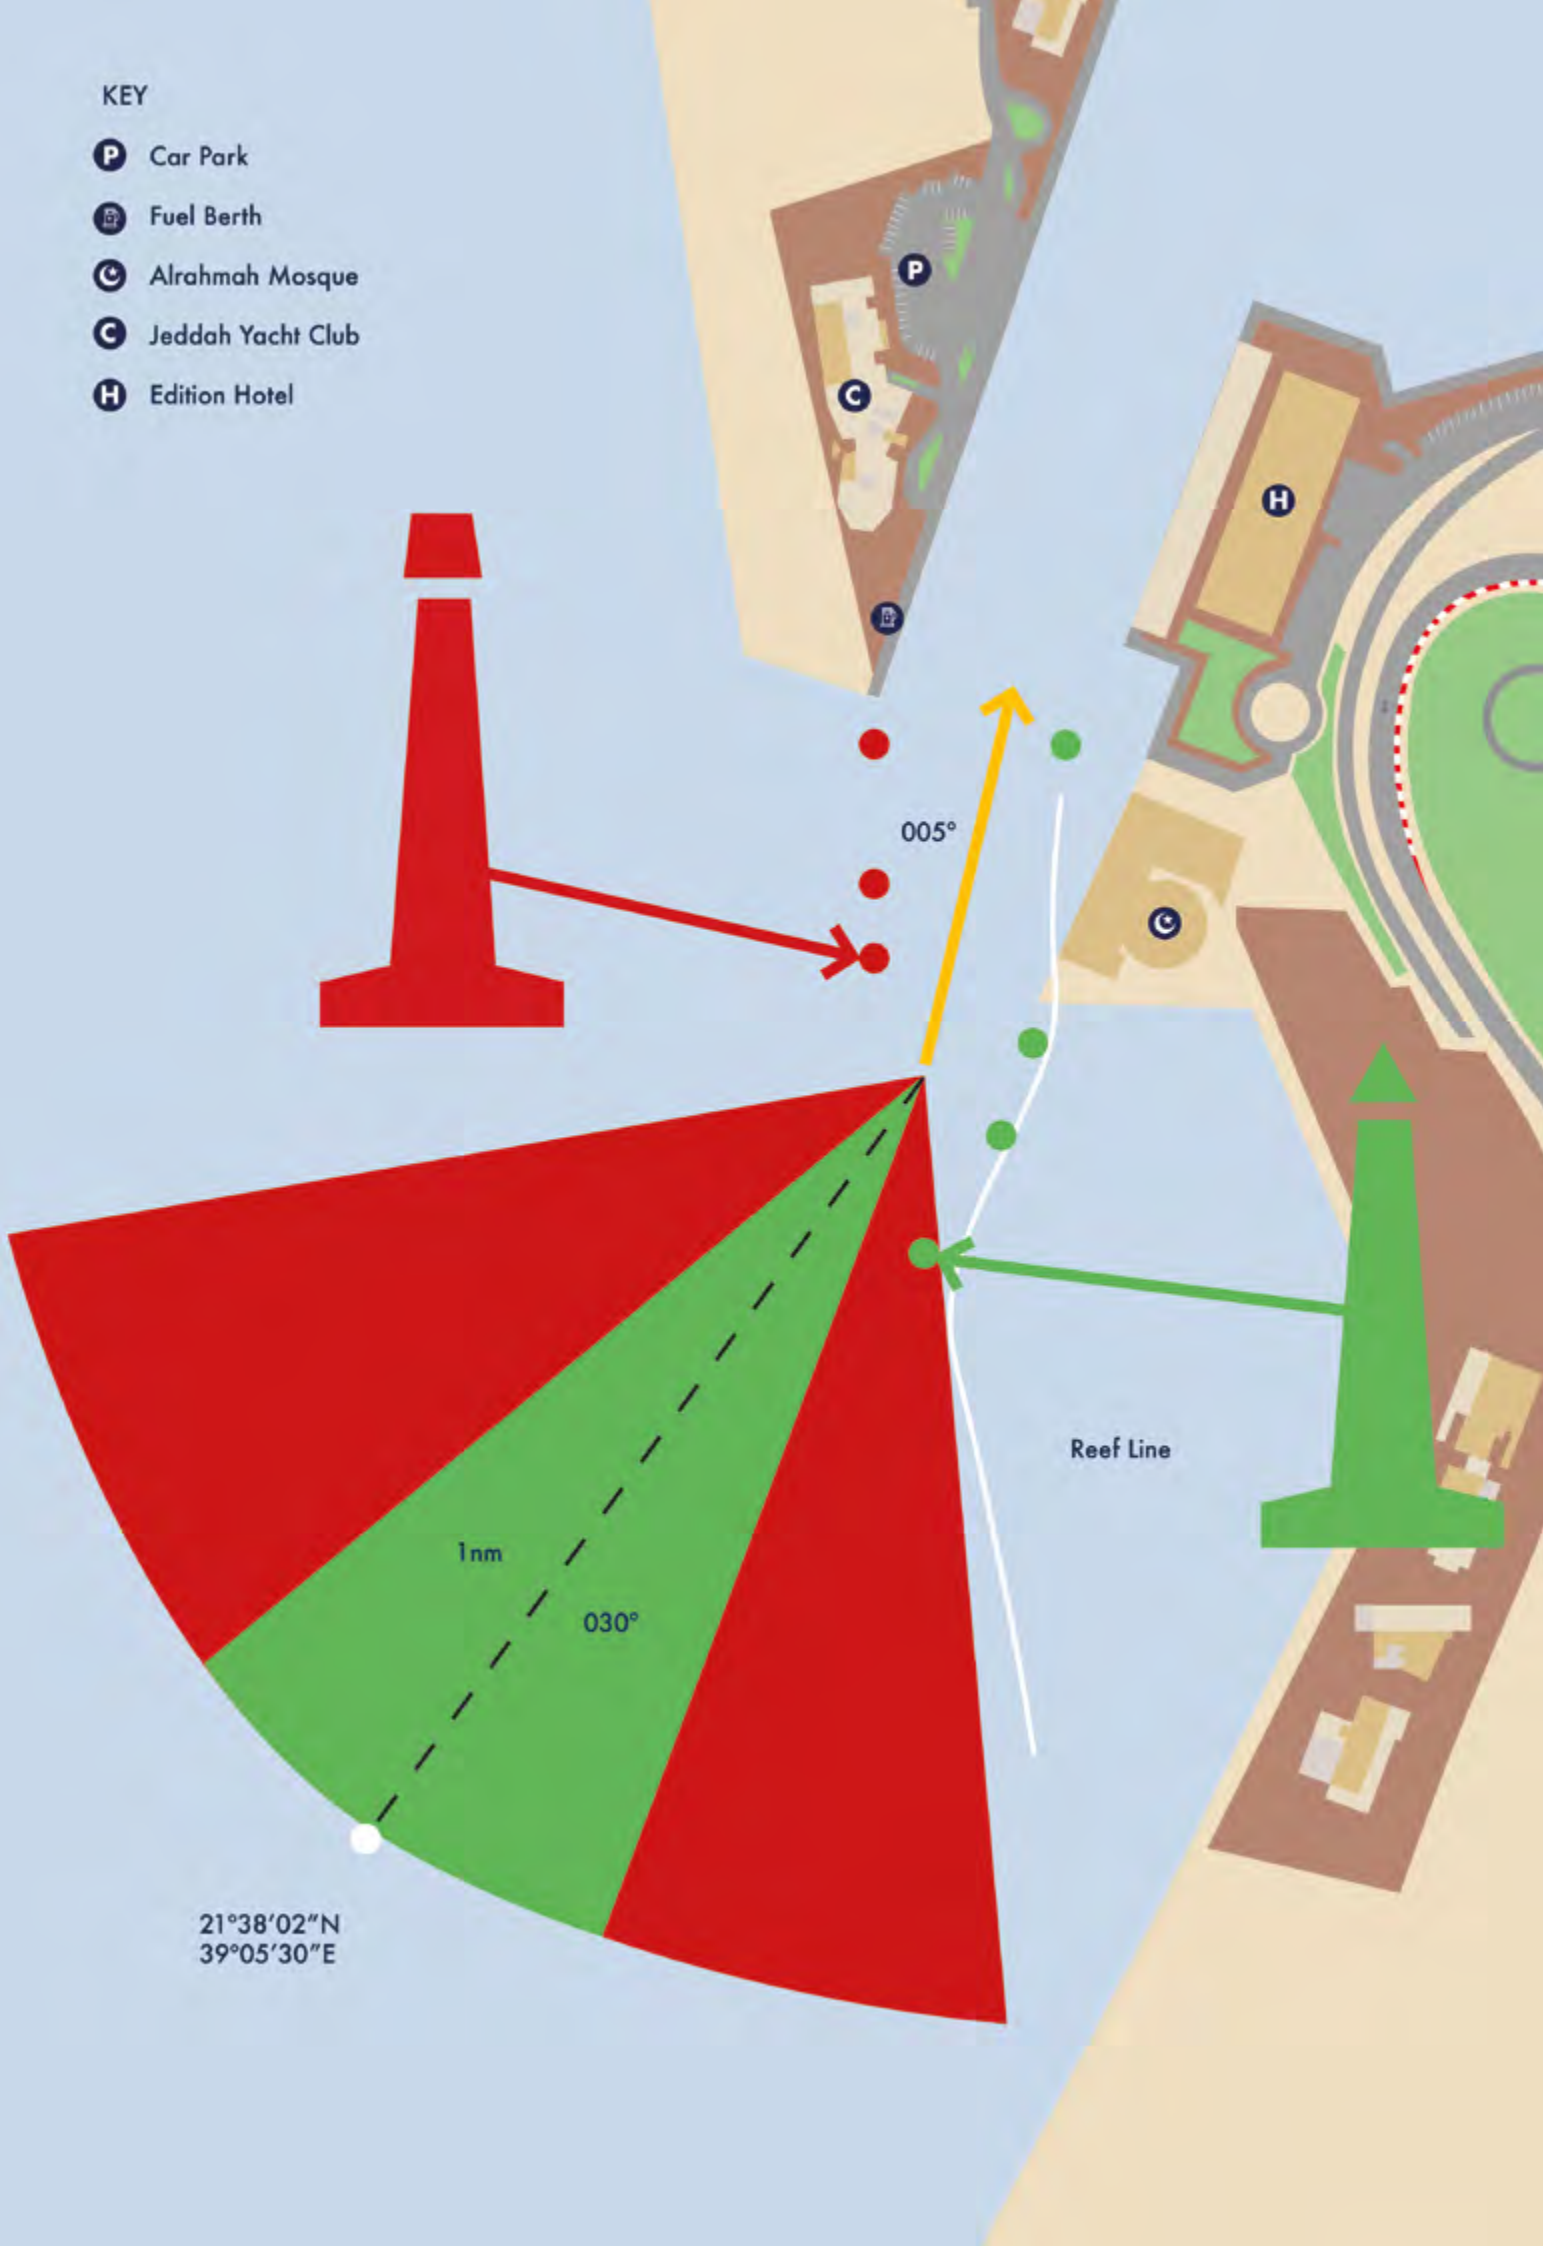 KEY
P Car Park
Fuel Berth
Alrahmah Mosque
C Jeddah Yacht Club
H Edition Hotel
P
C
H
005°
Reef Line
1nm
030°
21°38'02"N
39°05'30"E